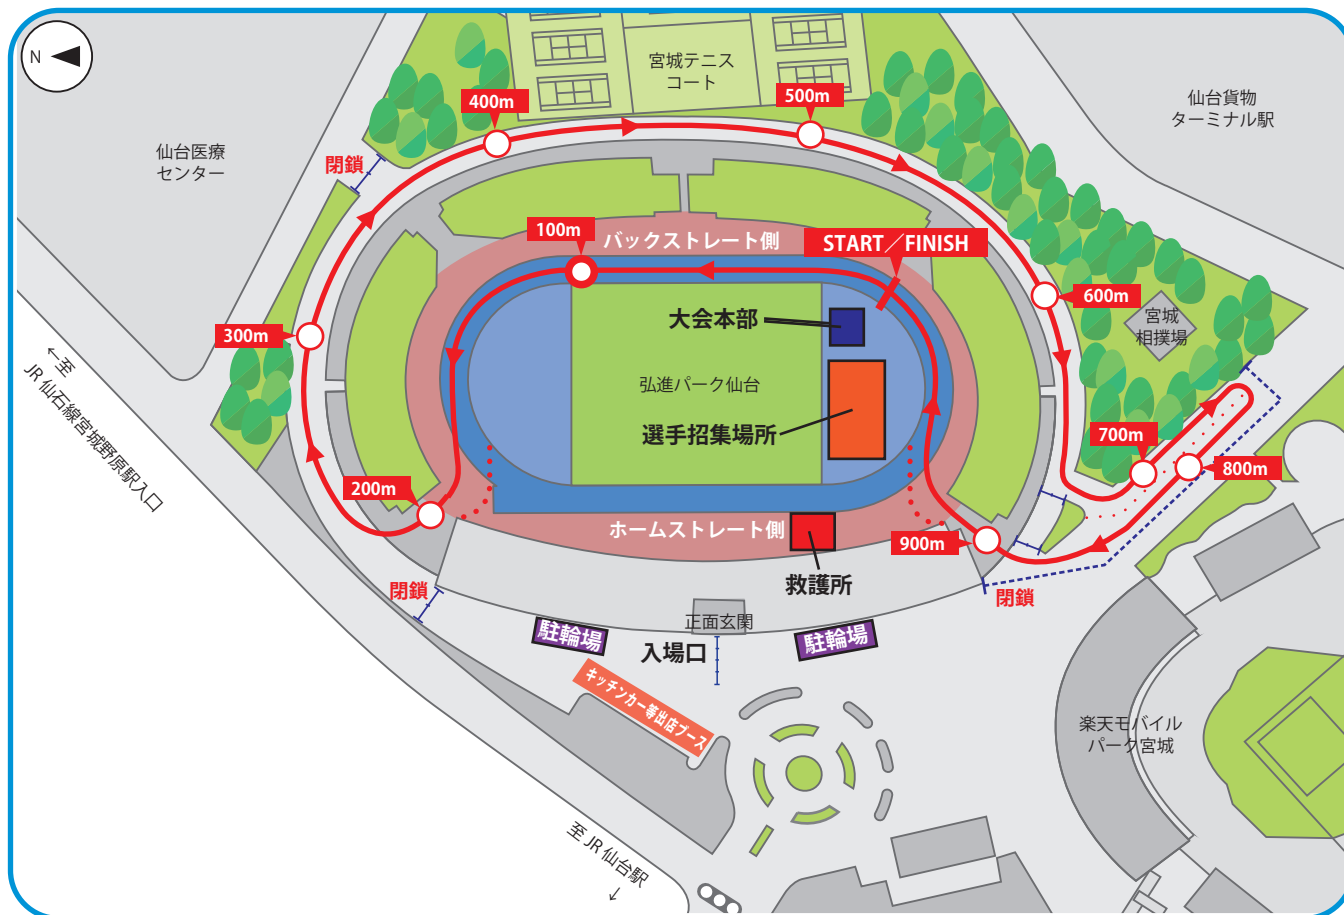 N
仙台医療
センター
宮城テニス
コート
仙台貨物
ターミナル駅
400m
500m
閉鎖
100m
バックストレート側
START／FINISH
300m
600m
宮城
相撲場
大会本部
弘進パーク仙台
選手招集場所
←至
JR 仙石線宮城野原駅入口
700m
800m
200m
ホームストレート側
900m
救護所
閉鎖
閉鎖
正面玄関
駐輪場
入場口
駐輪場
キッチンカー等出店ブース
楽天モバイル
パーク宮城
至 JR 仙台駅
↓